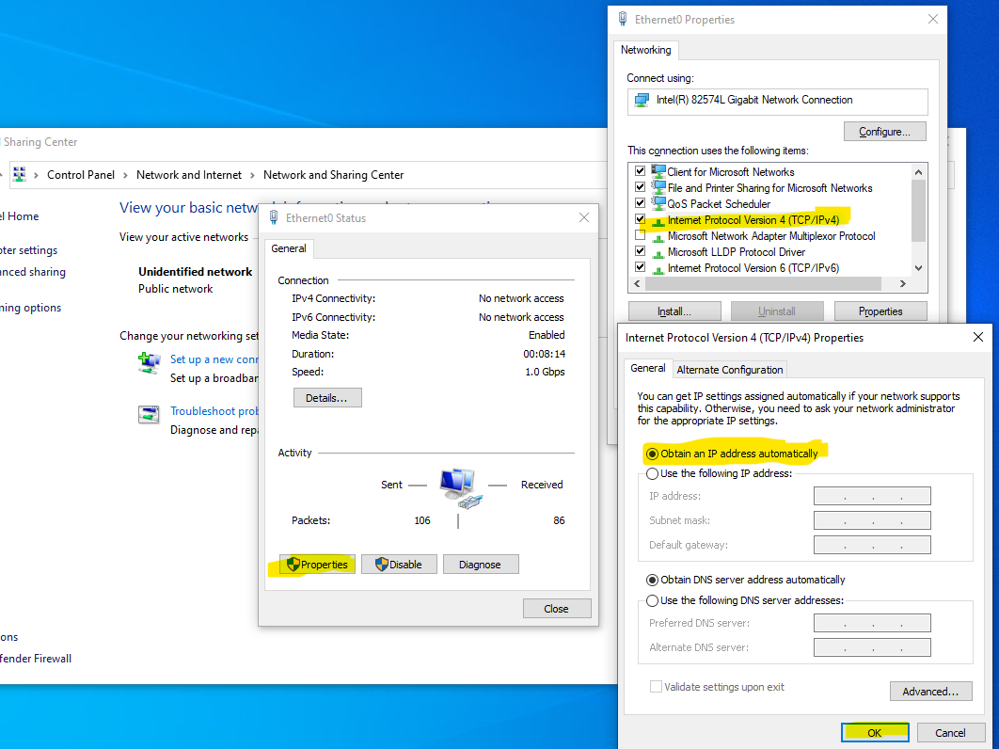 Sharing Center
Control Panel > Network and Internet > Network and Sharing Center
el Home
ter settings
nced sharing
ning options
View your basic netw
View your active networks
Unidentified network
Public network
Change your networking set
Set up a new conn
Set up a broadban
Troubleshoot prob
Diagnose and repa
ons
fender Firewall
Ethernet0 Status
General
Connection
IPv4 Connectivity: No network access
IPv6 Connectivity: No network access
Media State: Enabled
Duration: 00:08:14
Speed: 1.0 Gbps
Details...
Activity
Sent — — Received
Packets: 106 | 86
Properties Disable Diagnose
Close
Ethernet0 Properties
Networking
Connect using:
Intel(R) 82574L Gigabit Network Connection
Configure...
This connection uses the following items:
Client for Microsoft Networks
File and Printer Sharing for Microsoft Networks
QoS Packet Scheduler
Internet Protocol Version 4 (TCP/IPv4)
Microsoft Network Adapter Multiplexor Protocol
Microsoft LLDP Protocol Driver
Internet Protocol Version 6 (TCP/IPv6)
Install... Uninstall Properties
Internet Protocol Version 4 (TCP/IPv4) Properties
General Alternate Configuration
You can get IP settings assigned automatically if your network supports
this capability. Otherwise, you need to ask your network administrator
for the appropriate IP settings.
Obtain an IP address automatically
Use the following IP address:
IP address: . . .
Subnet mask: . . .
Default gateway: . . .
Obtain DNS server address automatically
Use the following DNS server addresses:
Preferred DNS server: . . .
Alternate DNS server: . . .
Validate settings upon exit
Advanced...
OK Cancel